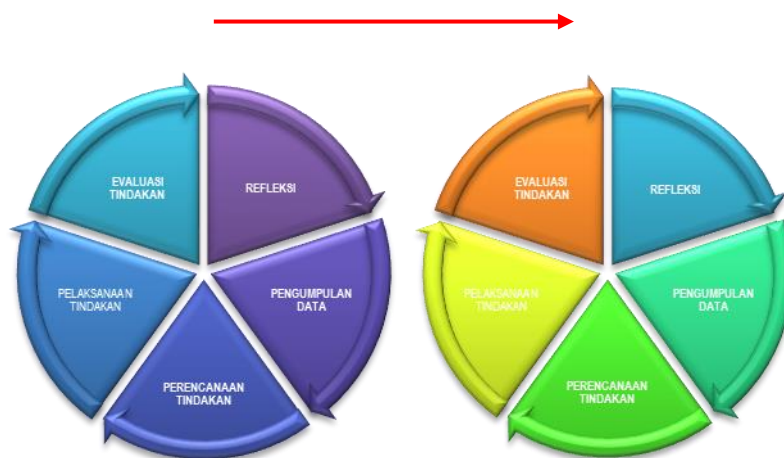 EVALUASI
TINDAKAN
REFLEKSI
PENGUMPULAN
DATA
PERENCANAAN
TINDAKAN
PELAKSANAAN
TINDAKAN
EVALUASI
TINDAKAN
REFLEKSI
PENGUMPULAN
DATA
PERENCANAAN
TINDAKAN
PELAKSANAAN
TINDAKAN